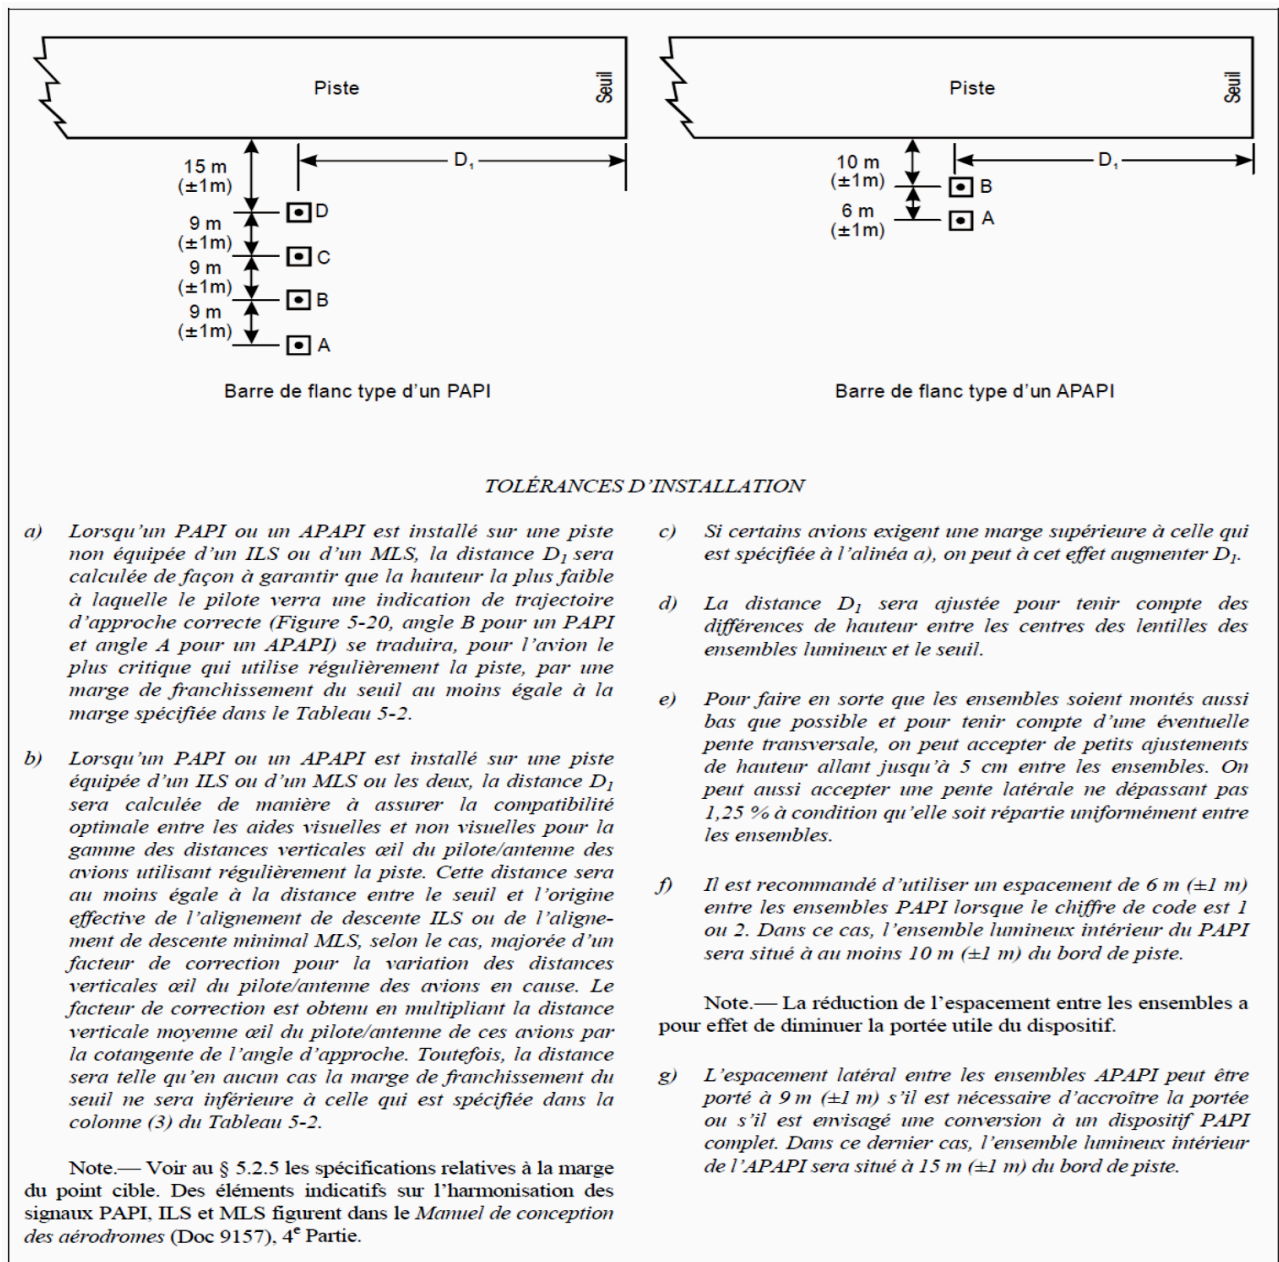 Piste
Seuil
15 m
(±1m)
D₁
D
9 m
(±1m)
C
9 m
(±1m)
B
9 m
(±1m)
A
Barre de flanc type d'un PAPI
Piste
Seuil
10 m
(±1m)
D₁
B
6 m
(±1m)
A
Barre de flanc type d'un APAPI
TOLÉRANCES D'INSTALLATION
a) Lorsqu'un PAPI ou un APAPI est installé sur une piste
non équipée d'un ILS ou d'un MLS, la distance D₁ sera
calculée de façon à garantir que la hauteur la plus faible
à laquelle le pilote verra une indication de trajectoire
d'approche correcte (Figure 5-20, angle B pour un PAPI
et angle A pour un APAPI) se traduira, pour l'avion le
plus critique qui utilise régulièrement la piste, par une
marge de franchissement du seuil au moins égale à la
marge spécifiée dans le Tableau 5-2.
b) Lorsqu'un PAPI ou un APAPI est installé sur une piste
équipée d'un ILS ou d'un MLS ou les deux, la distance D₁
sera calculée de manière à assurer la compatibilité
optimale entre les aides visuelles et non visuelles pour la
gamme des distances verticales œil du pilote/antenne des
avions utilisant régulièrement la piste. Cette distance sera
au moins égale à la distance entre le seuil et l'origine
effective de l'alignement de descente ILS ou de l'aligne-
ment de descente minimal MLS, selon le cas, majorée d'un
facteur de correction pour la variation des distances
verticales œil du pilote/antenne des avions en cause. Le
facteur de correction est obtenu en multipliant la distance
verticale moyenne œil du pilote/antenne de ces avions par
la cotangente de l'angle d'approche. Toutefois, la distance
sera telle qu'en aucun cas la marge de franchissement du
seuil ne sera inférieure à celle qui est spécifiée dans la
colonne (3) du Tableau 5-2.
Note.— Voir au § 5.2.5 les spécifications relatives à la marge
du point cible. Des éléments indicatifs sur l'harmonisation des
signaux PAPI, ILS et MLS figurent dans le Manuel de conception
des aérodromes (Doc 9157), 4ᵉ Partie.
c) Si certains avions exigent une marge supérieure à celle qui
est spécifiée à l'alinéa a), on peut à cet effet augmenter D₁.
d) La distance D₁ sera ajustée pour tenir compte des
différences de hauteur entre les centres des lentilles des
ensembles lumineux et le seuil.
e) Pour faire en sorte que les ensembles soient montés aussi
bas que possible et pour tenir compte d'une éventuelle
pente transversale, on peut accepter de petits ajustements
de hauteur allant jusqu'à 5 cm entre les ensembles. On
peut aussi accepter une pente latérale ne dépassant pas
1,25 % à condition qu'elle soit répartie uniformément entre
les ensembles.
f) Il est recommandé d'utiliser un espacement de 6 m (±1 m)
entre les ensembles PAPI lorsque le chiffre de code est 1
ou 2. Dans ce cas, l'ensemble lumineux intérieur du PAPI
sera situé à au moins 10 m (±1 m) du bord de piste.
Note.— La réduction de l'espacement entre les ensembles a
pour effet de diminuer la portée utile du dispositif.
g) L'espacement latéral entre les ensembles APAPI peut être
porté à 9 m (±1 m) s'il est nécessaire d'accroître la portée
ou s'il est envisagé une conversion à un dispositif PAPI
complet. Dans ce dernier cas, l'ensemble lumineux intérieur
de l'APAPI sera situé à 15 m (±1 m) du bord de piste.